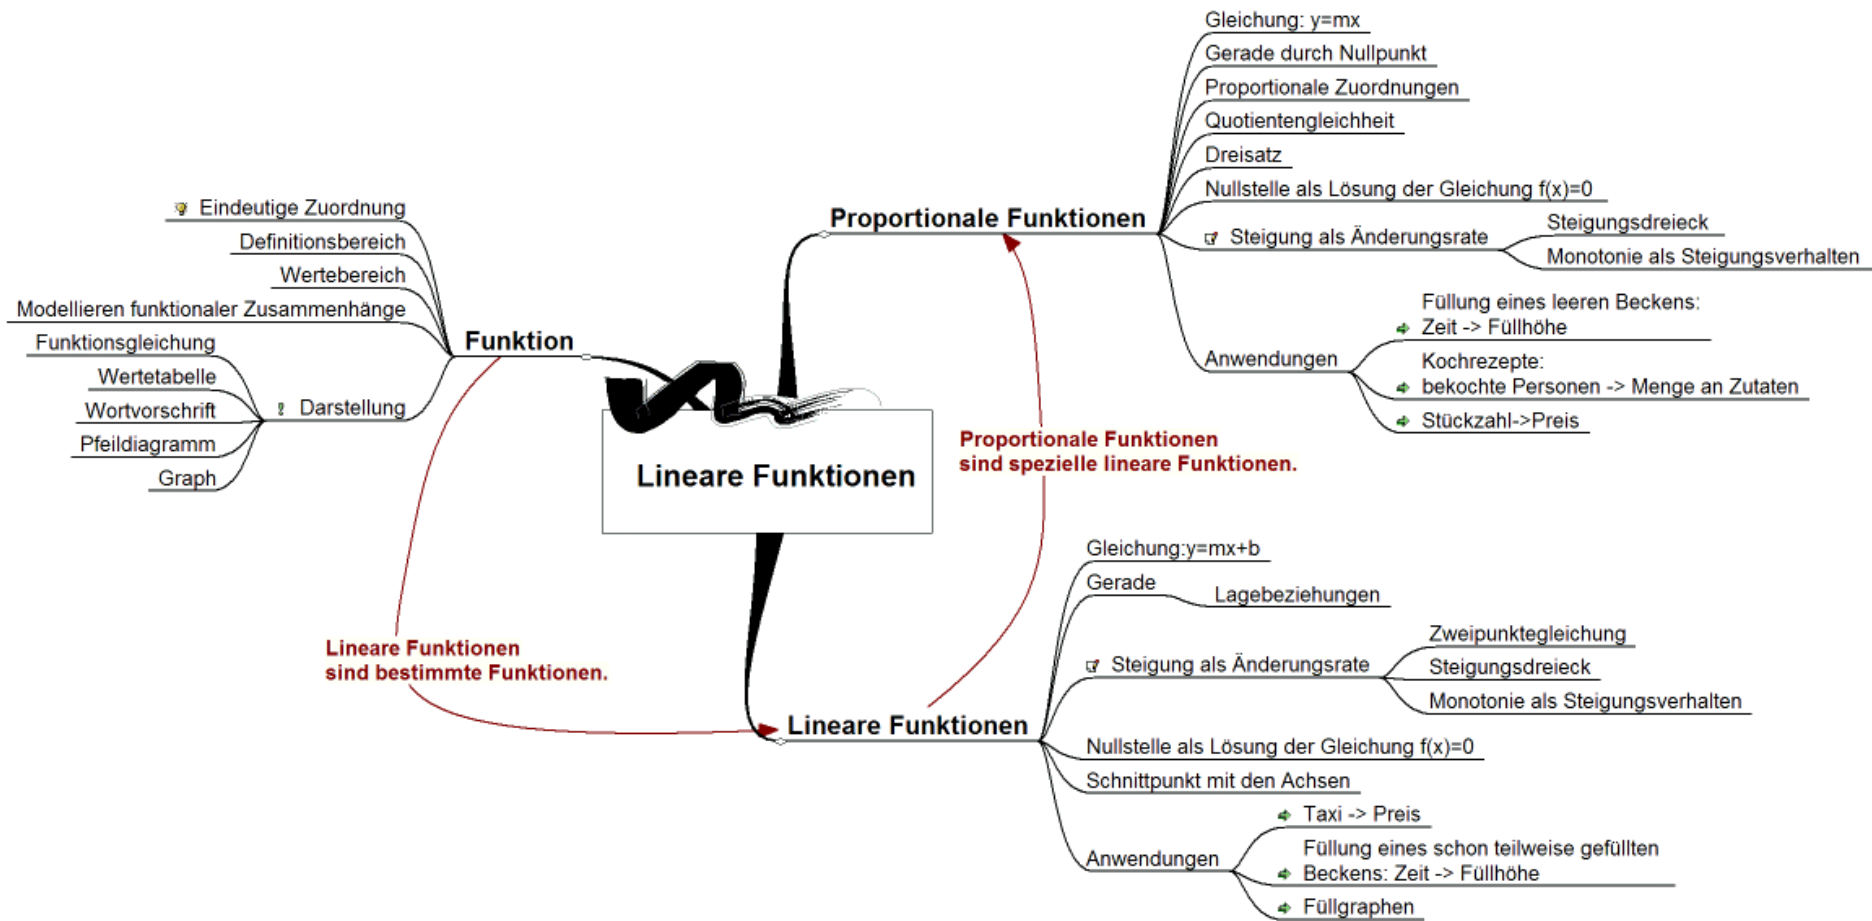 Eindeutige Zuordnung
Definitionsbereich
Wertebereich
Modellieren funktionaler Zusammenhänge
Funktionsgleichung
Wertetabelle
Wortvorschrift
Pfeildiagramm
Graph
Darstellung
Funktion
Lineare Funktionen
Lineare Funktionen
sind bestimmte Funktionen.
Proportionale Funktionen
Gleichung: y=mx
Gerade durch Nullpunkt
Proportionale Zuordnungen
Quotientengleichheit
Dreisatz
Nullstelle als Lösung der Gleichung f(x)=0
Steigung als Änderungsrate
Steigungsdreieck
Monotonie als Steigungsverhalten
Anwendungen
Füllung eines leeren Beckens:
Zeit -> Füllhöhe
Kochrezepte:
bekochte Personen -> Menge an Zutaten
Stückzahl->Preis
Proportionale Funktionen
sind spezielle lineare Funktionen.
Lineare Funktionen
Gleichung:y=mx+b
Gerade
Lagebeziehungen
Steigung als Änderungsrate
Zweipunktegleichung
Steigungsdreieck
Monotonie als Steigungsverhalten
Nullstelle als Lösung der Gleichung f(x)=0
Schnittpunkt mit den Achsen
Anwendungen
Taxi -> Preis
Füllung eines schon teilweise gefüllten
Beckens: Zeit -> Füllhöhe
Füllgraphen